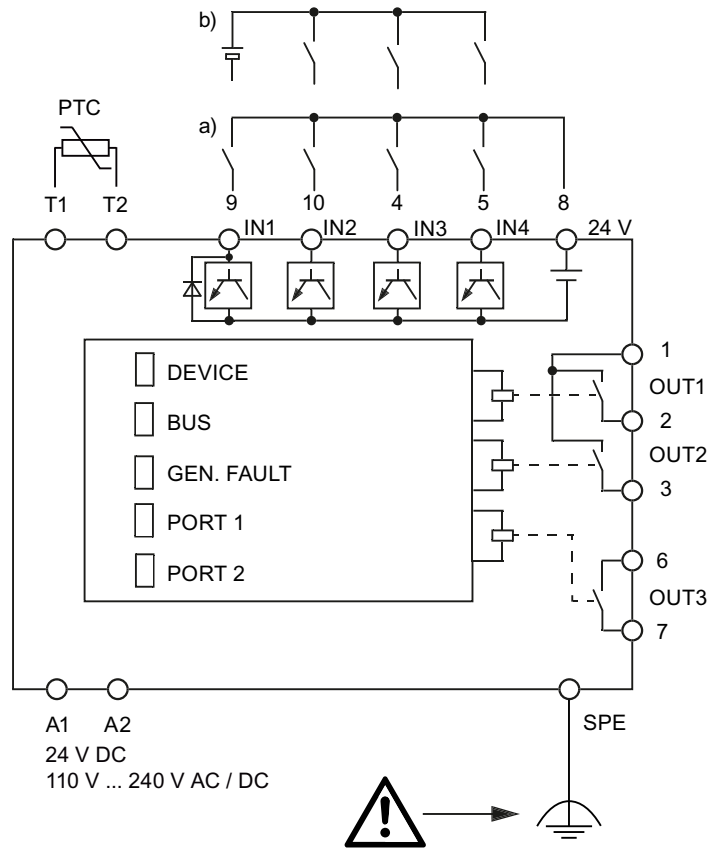 b)
PTC
a)
T1 T2 9 10 4 5 8
IN1 IN2 IN3 IN4 24 V
1
DEVICE
OUT1
BUS
2
OUT2
GEN. FAULT
3
PORT 1
6
PORT 2
OUT3
7
A1 A2
SPE
24 V DC
110 V ... 240 V AC / DC